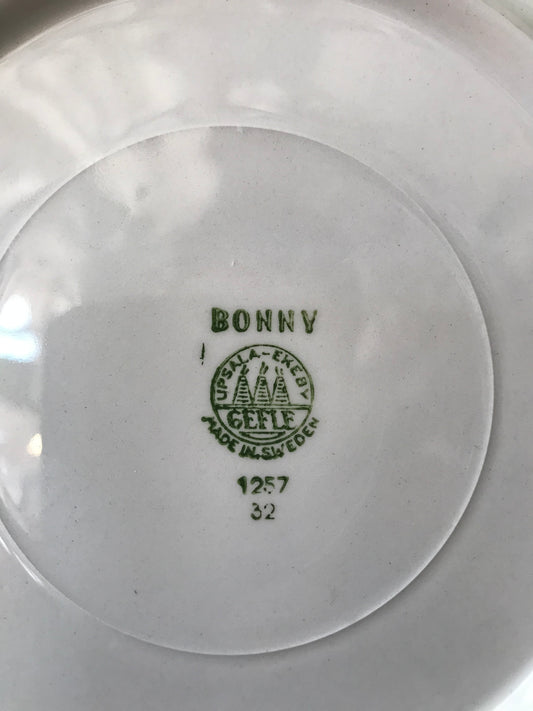 BONNY
UPSALA-EKEBY
GEFLE
MADE IN SWEDEN
1257
32